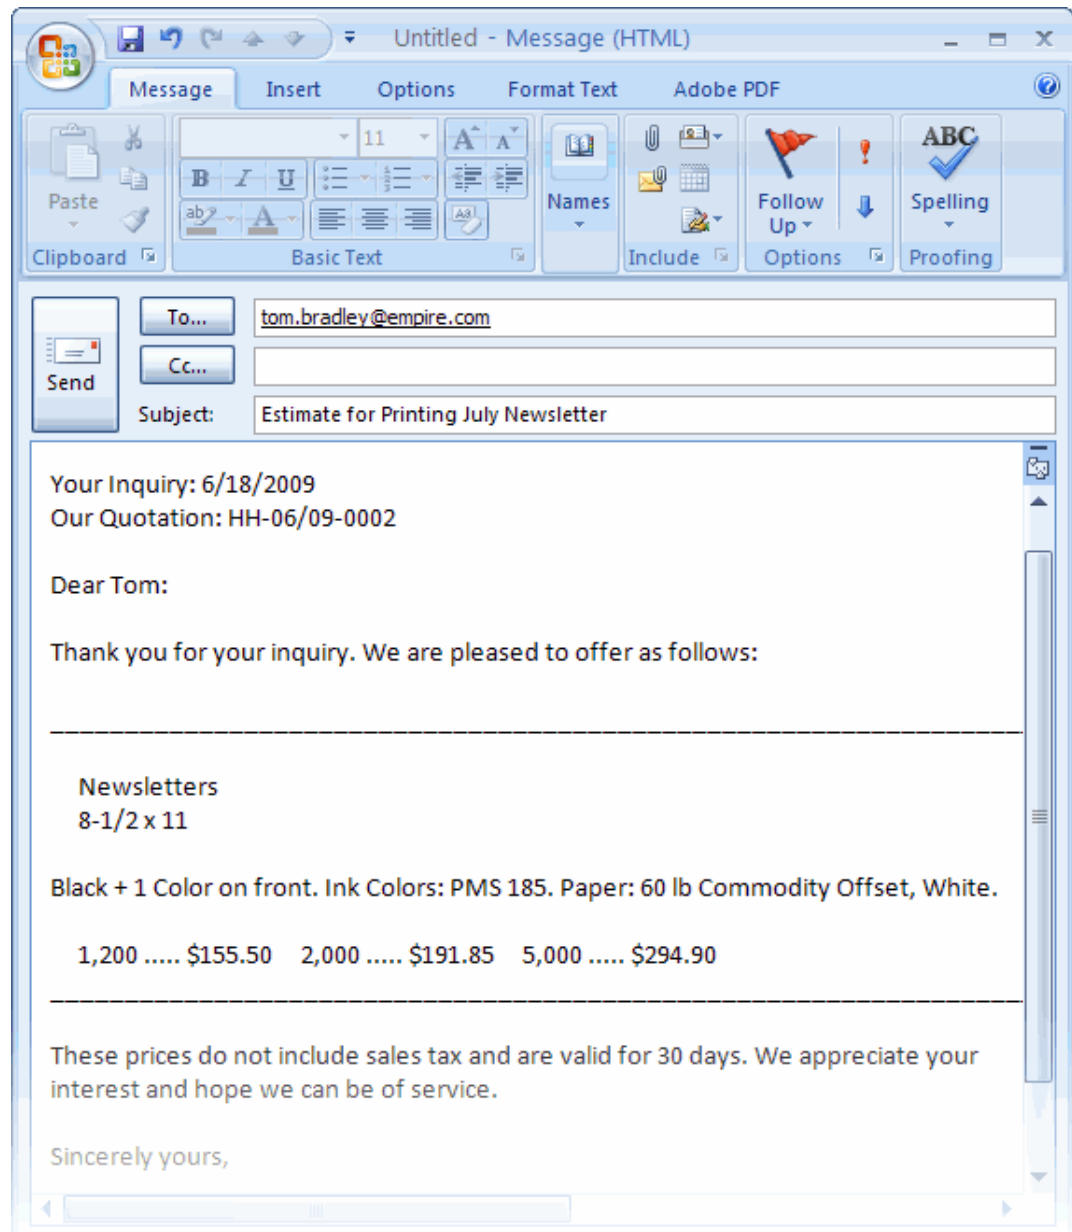 Untitled - Message (HTML)
Message Insert Options Format Text Adobe PDF
11 A A ABC
Paste B I U Names Follow Up Spelling
ab A Aa
Clipboard Basic Text Include Options Proofing
To... tom.bradley@empire.com
Cc...
Send
Subject: Estimate for Printing July Newsletter
Your Inquiry: 6/18/2009
Our Quotation: HH-06/09-0002
Dear Tom:
Thank you for your inquiry. We are pleased to offer as follows:
Newsletters
8-1/2 x 11
Black + 1 Color on front. Ink Colors: PMS 185. Paper: 60 lb Commodity Offset, White.
1,200 ..... $155.50 2,000 ..... $191.85 5,000 ..... $294.90
These prices do not include sales tax and are valid for 30 days. We appreciate your
interest and hope we can be of service.
Sincerely yours,